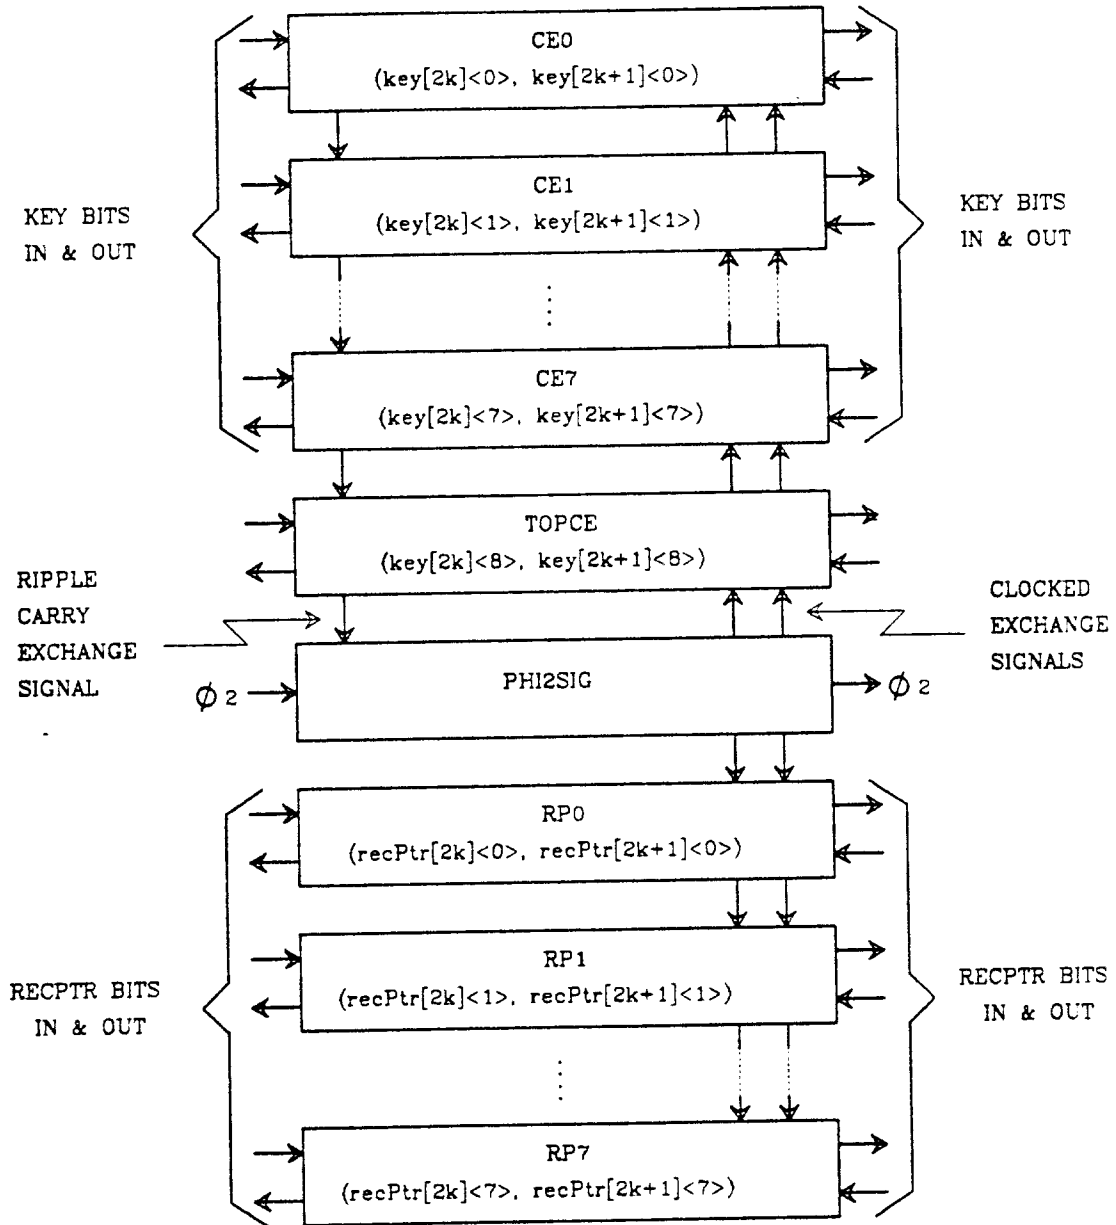 CE0
(key[2k]<0>, key[2k+1]<0>)
CE1
(key[2k]<1>, key[2k+1]<1>)
KEY BITS
IN & OUT
KEY BITS
IN & OUT
CE7
(key[2k]<7>, key[2k+1]<7>)
TOPCE
(key[2k]<8>, key[2k+1]<8>)
RIPPLE
CARRY
EXCHANGE
SIGNAL
CLOCKED
EXCHANGE
SIGNALS
∅ 2
PHI2SIG
∅ 2
RP0
(recPtr[2k]<0>, recPtr[2k+1]<0>)
RP1
(recPtr[2k]<1>, recPtr[2k+1]<1>)
RECPTR BITS
IN & OUT
RECPTR BITS
IN & OUT
RP7
(recPtr[2k]<7>, recPtr[2k+1]<7>)